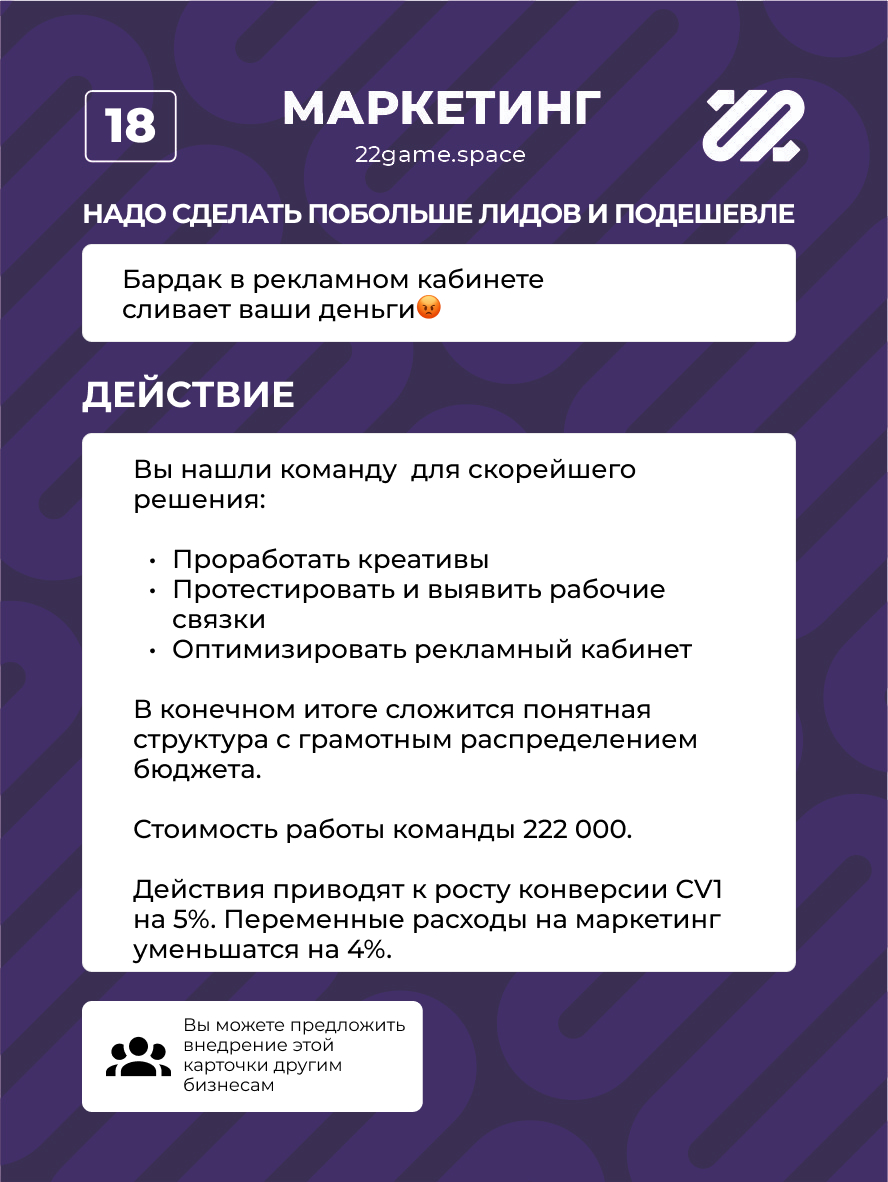 18
МАРКЕТИНГ
22game.space
НАДО СДЕЛАТЬ ПОБОЛЬШЕ ЛИДОВ И ПОДЕШЕВЛЕ
Бардак в рекламном кабинете
сливает ваши деньги😡
ДЕЙСТВИЕ
Вы нашли команду  для скорейшего
решения:
• Проработать креативы
• Протестировать и выявить рабочие
связки
• Оптимизировать рекламный кабинет
В конечном итоге сложится понятная
структура с грамотным распределением
бюджета.
Стоимость работы команды 222 000.
Действия приводят к росту конверсии CV1
на 5%. Переменные расходы на маркетинг
уменьшатся на 4%.
Вы можете предложить
внедрение этой
карточки другим
бизнесам